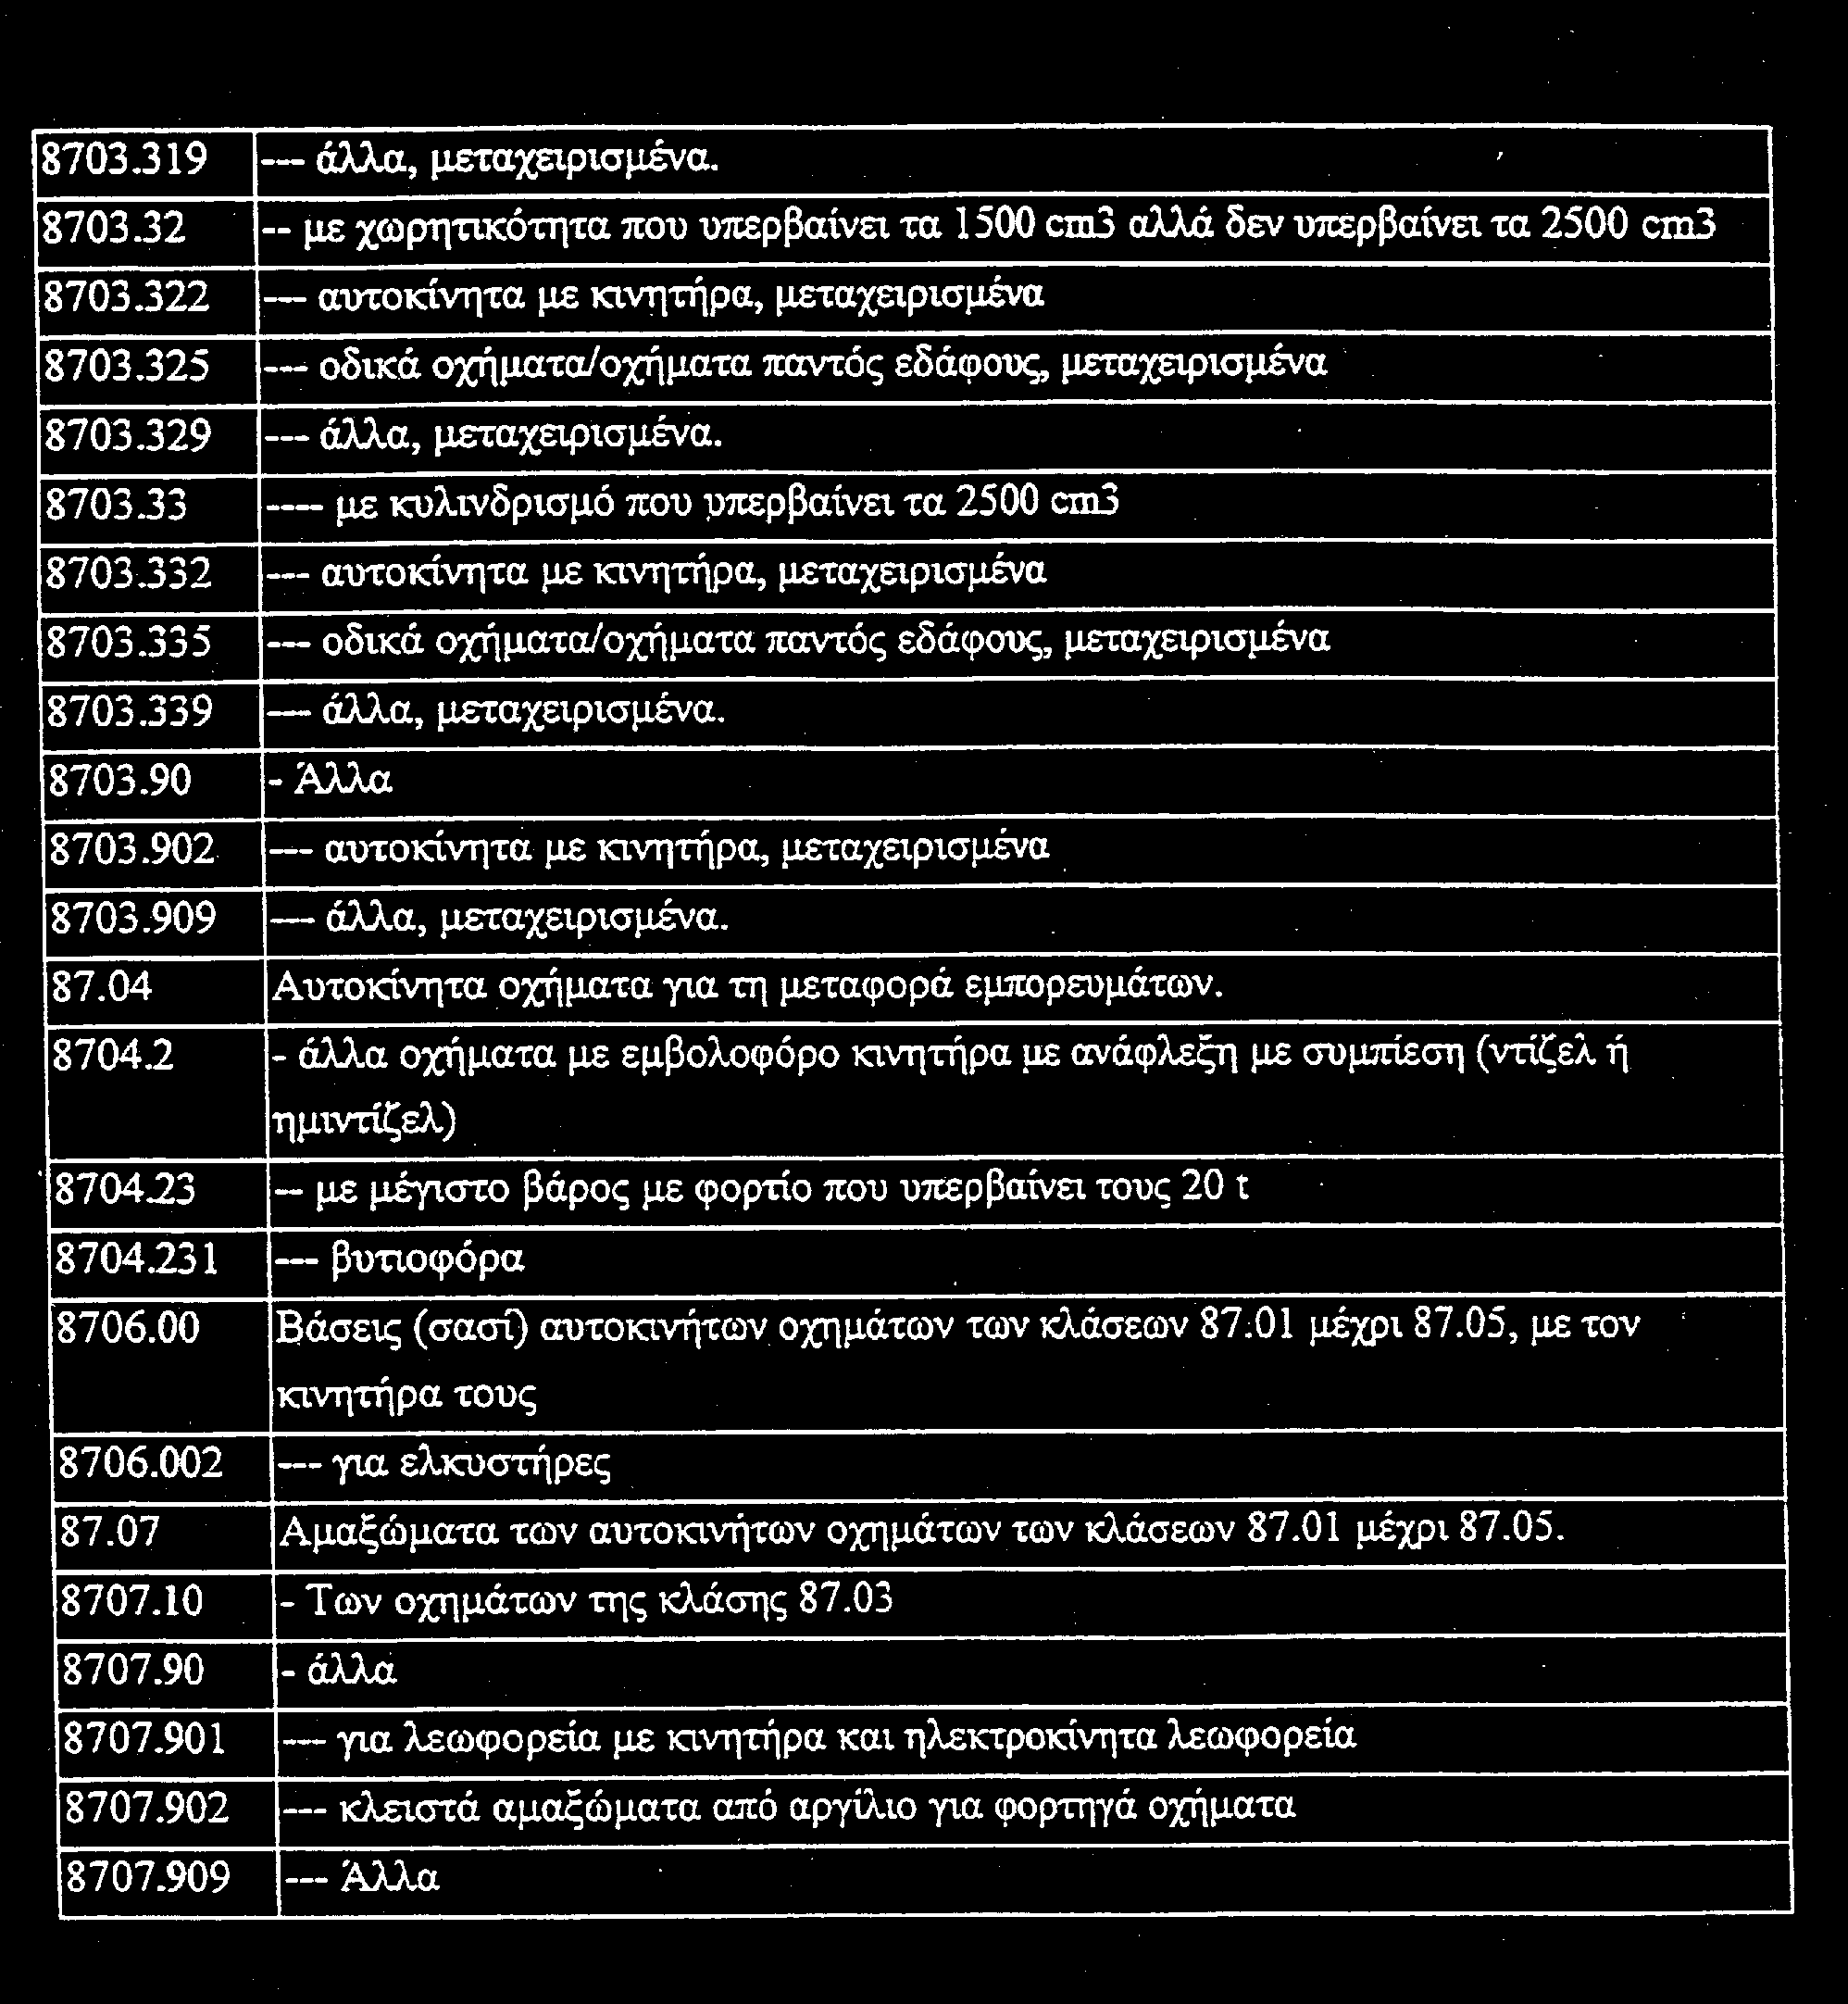 8703.319 --- άλλα, μεταχειρισμένα.
8703.32 -- με χωρητικότητα που υπερβαίνει τα 1500 cm3 αλλά δεν υπερβαίνει τα 2500 cm3
8703.322 --- αυτοκίνητα με κινητήρα, μεταχειρισμένα
8703.325 --- οδικά οχήματα/οχήματα παντός εδάφους, μεταχειρισμένα
8703.329 --- άλλα, μεταχειρισμένα.
8703.33 ---- με κυλινδρισμό που υπερβαίνει τα 2500 cm3
8703.332 --- αυτοκίνητα με κινητήρα, μεταχειρισμένα
8703.335 --- οδικά οχήματα/οχήματα παντός εδάφους, μεταχειρισμένα
8703.339 --- άλλα, μεταχειρισμένα.
8703.90 - Άλλα
8703.902 --- αυτοκίνητα με κινητήρα, μεταχειρισμένα
8703.909 --- άλλα, μεταχειρισμένα.
87.04 Αυτοκίνητα οχήματα για τη μεταφορά εμπορευμάτων.
8704.2 - άλλα οχήματα με εμβολοφόρο κινητήρα με ανάφλεξη με συμπίεση (ντίζελ ή
ημιντίζελ)
8704.23 -- με μέγιστο βάρος με φορτίο που υπερβαίνει τους 20 t
8704.231 --- βυτιοφόρα
8706.00 Βάσεις (σασί) αυτοκινήτων οχημάτων των κλάσεων 87.01 μέχρι 87.05, με τον
κινητήρα τους
8706.002 --- για ελκυστήρες
87.07 Αμαξώματα των αυτοκινήτων οχημάτων των κλάσεων 87.01 μέχρι 87.05.
8707.10 - Των οχημάτων της κλάσης 87.03
8707.90 - άλλα
8707.901 --- για λεωφορεία με κινητήρα και ηλεκτροκίνητα λεωφορεία
8707.902 --- κλειστά αμαξώματα από αργίλιο για φορτηγά οχήματα
8707.909 --- Άλλα